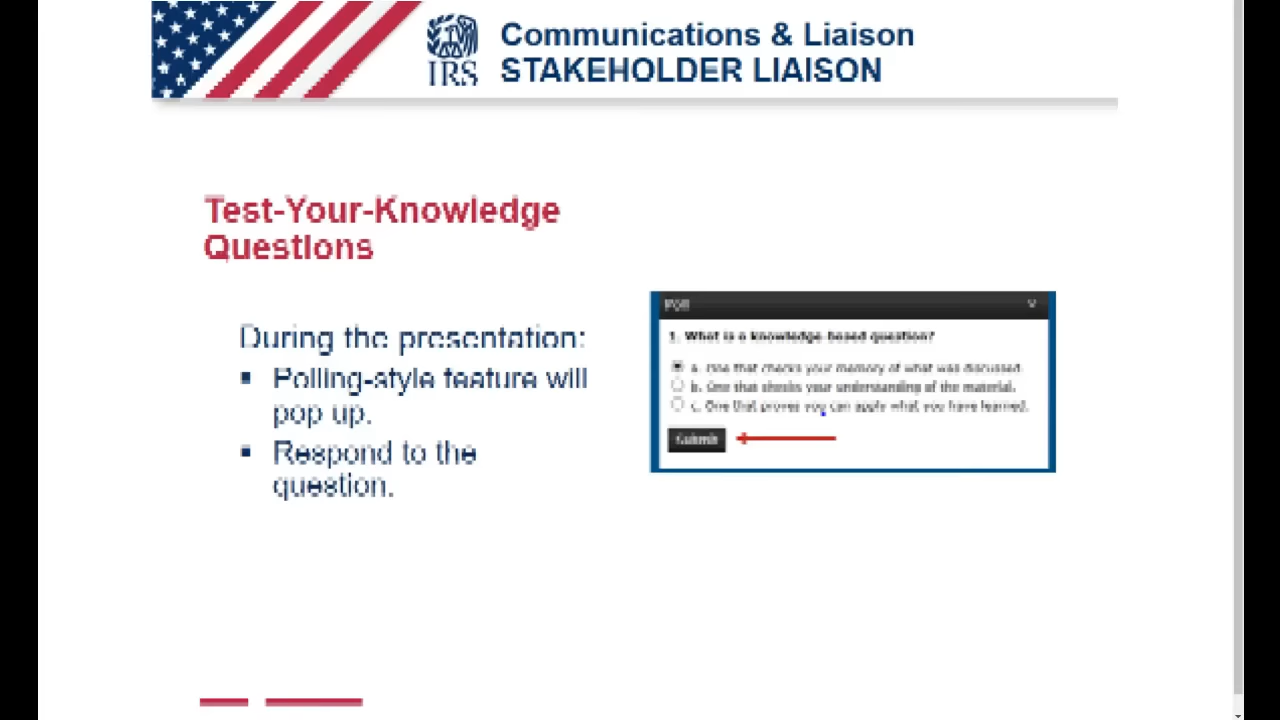 IRS
Communications & Liaison
STAKEHOLDER LIAISON
Test-Your-Knowledge
Questions
During the presentation:
▪ Polling-style feature will
pop up.
▪ Respond to the
question.
Poll
1. What is a knowledge-based question?
a. One that checks your memory of what was discussed.
b. One that checks your understanding of the material.
c. One that proves you can apply what you have learned.
Submit